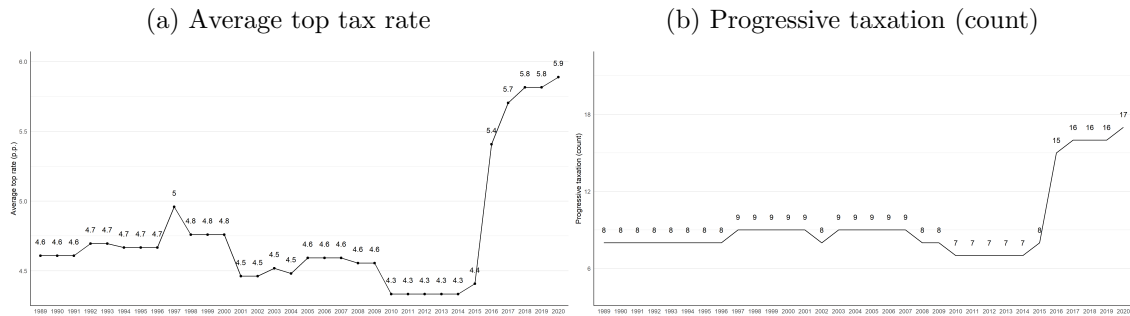 (a) Average top tax rate
(b) Progressive taxation (count)
Average top rate (p.p.)
6.0
5.5
5.0
4.5
4.6 4.6 4.6 4.7 4.7 4.7 4.7 4.7 5 4.8 4.8 4.8 4.5 4.5 4.5 4.5 4.6 4.6 4.6 4.6 4.6 4.3 4.3 4.3 4.3 4.3 4.4 5.4 5.7 5.8 5.8 5.9
1989 1990 1991 1992 1993 1994 1995 1996 1997 1998 1999 2000 2001 2002 2003 2004 2005 2006 2007 2008 2009 2010 2011 2012 2013 2014 2015 2016 2017 2018 2019 2020
Progressive taxation (count)
18
12
6
8 8 8 8 8 8 8 8 9 9 9 9 9 8 9 9 9 9 9 8 8 7 7 7 7 7 8 15 16 16 16 17
1989 1990 1991 1992 1993 1994 1995 1996 1997 1998 1999 2000 2001 2002 2003 2004 2005 2006 2007 2008 2009 2010 2011 2012 2013 2014 2015 2016 2017 2018 2019 2020